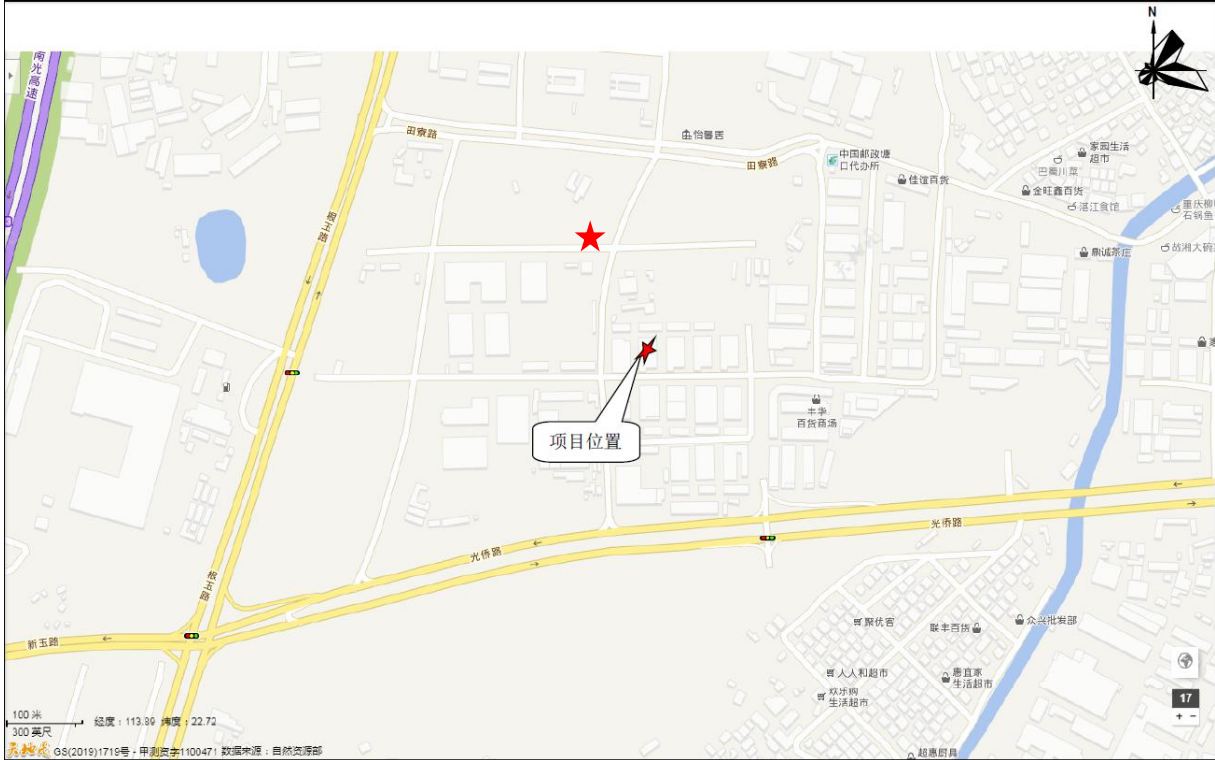 N
南光高速
田寮路
怡馨居
田寮路
中国邮政塘
口代办所
家园生活
超市
巴蜀川菜
佳谊百货
金旺鑫百货
湛江食馆
重庆柳
石锅鱼
根玉路
鼎诚茶庄
故湘大碗
3
项目位置
丰华
百货商场
光侨路
光侨路
根玉路
新玉路
聚优客
联丰百货
众兴批发部
人人和超市
惠宜家
生活超市
欢乐购
生活超市
17
+ -
100 米
300 英尺
经度：113.89 纬度：22.72
天地图 GS(2019)1719号 - 甲测资字1100471 数据来源：自然资源部
超惠厨具